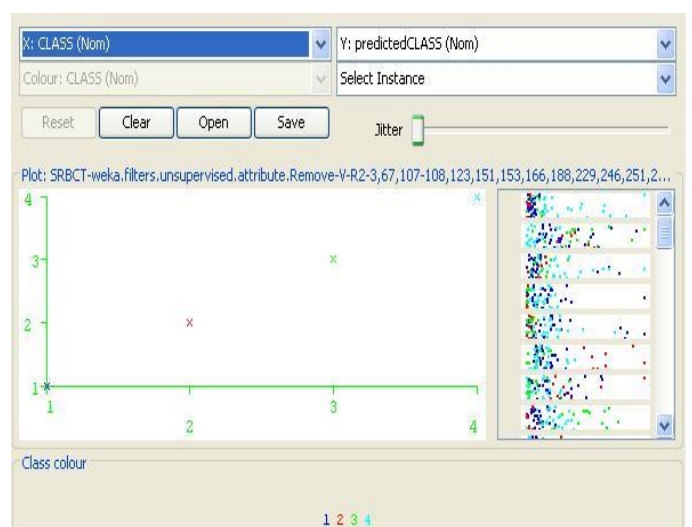 X: CLASS (Nom) Y: predictedCLASS (Nom)
Colour: CLASS (Nom) Select Instance
Reset Clear Open Save Jitter
Plot: SRBCT-weka.filters.unsupervised.attribute.Remove-V-R2-3,67,107-108,123,151,153,166,188,229,246,251,2...
4
3
2
1
1 3
2 4
Class colour
1 2 3 4